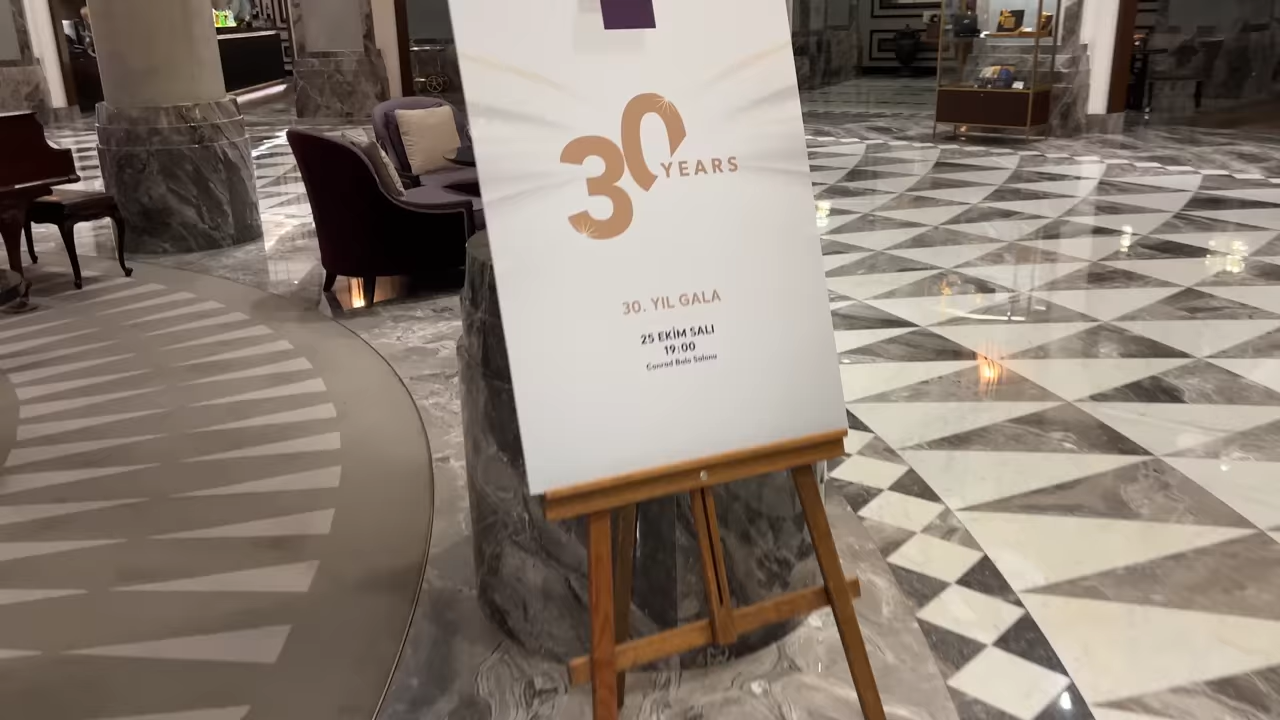 30 YEARS
30. YIL GALA
25 EKİM SALI
19:00
Conrad Balo Salonu